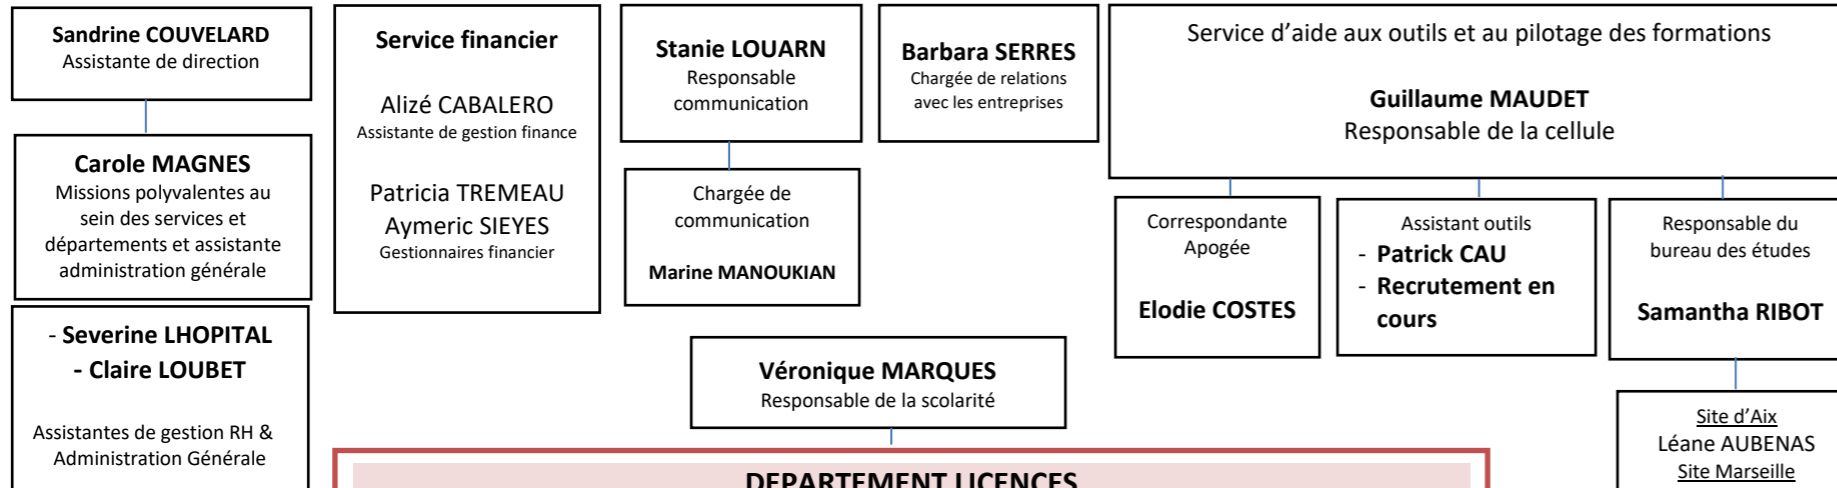 Sandrine COUVELARD
Assistante de direction
Carole MAGNES
Missions polyvalentes au
sein des services et
départements et assistante
administration générale
- Severine LHOPITAL
- Claire LOUBET
Assistantes de gestion RH &
Administration Générale
Service financier
Alizé CABALERO
Assistante de gestion finance
Patricia TREMEAU
Aymeric SIEYES
Gestionnaires financier
Stanie LOUARN
Responsable
communication
Chargée de
communication
Marine MANOUKIAN
Barbara SERRES
Chargée de relations
avec les entreprises
Service d’aide aux outils et au pilotage des formations
Guillaume MAUDET
Responsable de la cellule
Correspondante
Apogée
Elodie COSTES
Assistant outils
- Patrick CAU
- Recrutement en
cours
Responsable du
bureau des études
Samantha RIBOT
Site d’Aix
Léane AUBENAS
Site Marseille
Véronique MARQUES
Responsable de la scolarité
DEPARTEMENT LICENCES